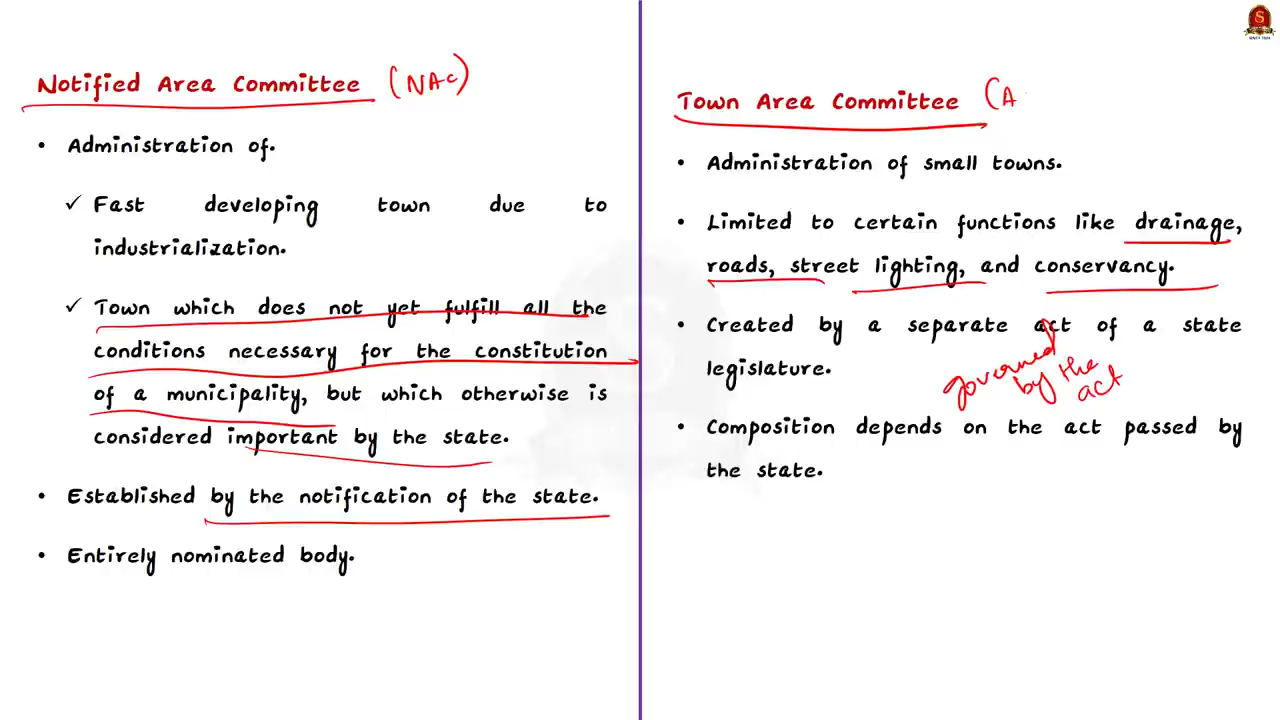 Notified Area Committee (NAC)
• Administration of.
✓ Fast developing town due to
industrialization.
✓ Town which does not yet fulfill all the
conditions necessary for the constitution
of a municipality, but which otherwise is
considered important by the state.
• Established by the notification of the state.
• Entirely nominated body.
Town Area Committee (A
• Administration of small towns.
• Limited to certain functions like drainage,
roads, street lighting, and conservancy.
• Created by a separate act of a state
legislature.
governed
by the
act
• Composition depends on the act passed by
the state.